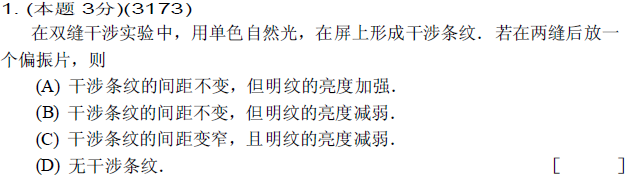 1. (本题 3分)(3173)
在双缝干涉实验中，用单色自然光，在屏上形成干涉条纹．若在两缝后放一
个偏振片，则
(A) 干涉条纹的间距不变，但明纹的亮度加强．
(B) 干涉条纹的间距不变，但明纹的亮度减弱．
(C) 干涉条纹的间距变窄，且明纹的亮度减弱．
(D) 无干涉条纹． [ ]